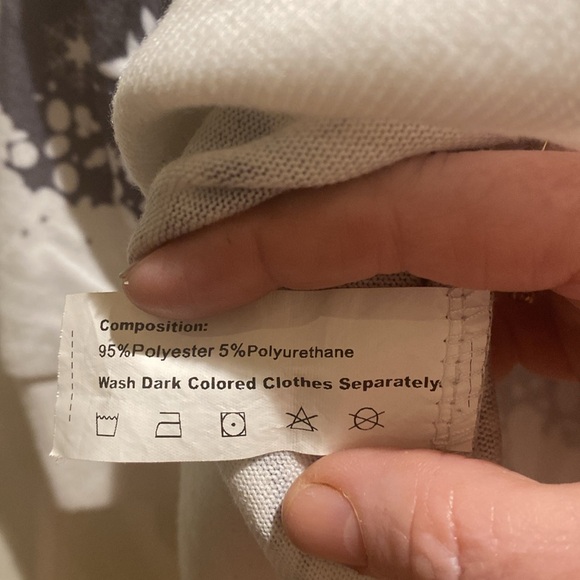 Composition:
95%Polyester 5%Polyurethane
Wash Dark Colored Clothes Separately.